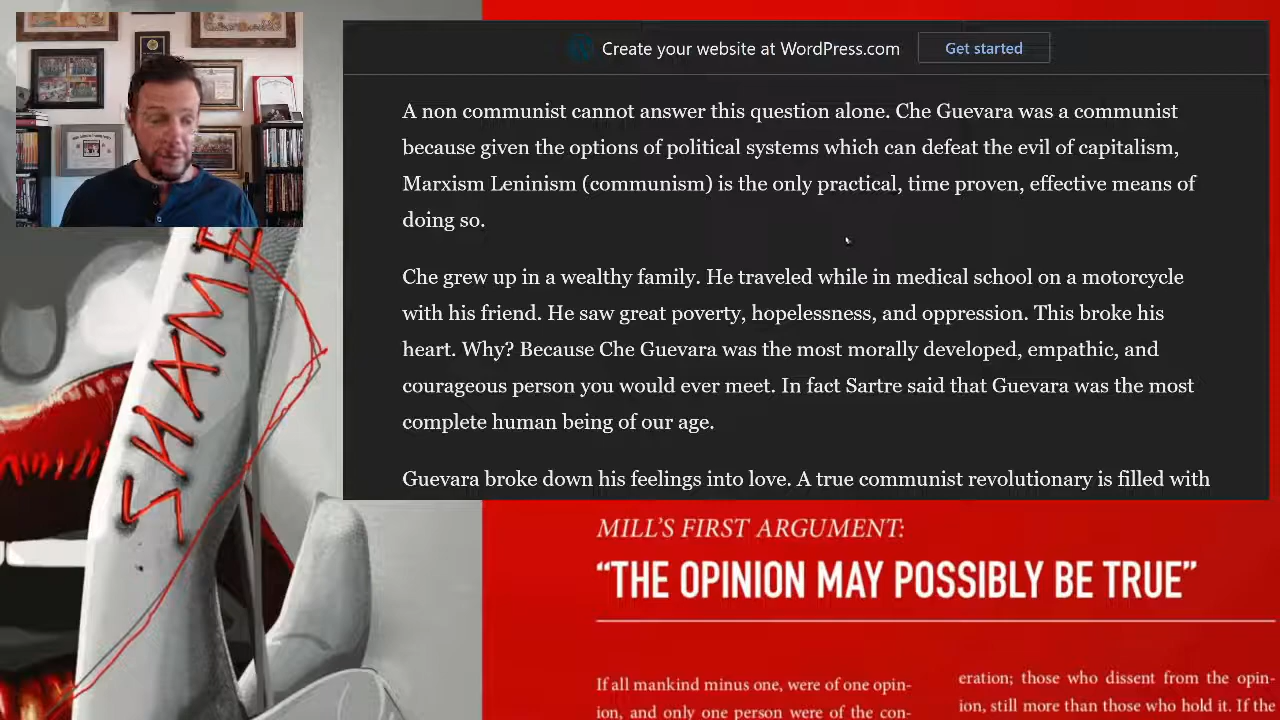 Create your website at WordPress.com
Get started
A non communist cannot answer this question alone. Che Guevara was a communist
because given the options of political systems which can defeat the evil of capitalism,
Marxism Leninism (communism) is the only practical, time proven, effective means of
doing so.
Che grew up in a wealthy family. He traveled while in medical school on a motorcycle
with his friend. He saw great poverty, hopelessness, and oppression. This broke his
heart. Why? Because Che Guevara was the most morally developed, empathic, and
courageous person you would ever meet. In fact Sartre said that Guevara was the most
complete human being of our age.
Guevara broke down his feelings into love. A true communist revolutionary is filled with
SHAME
MILL'S FIRST ARGUMENT:
“THE OPINION MAY POSSIBLY BE TRUE”
If all mankind minus one, were of one opin-
ion, and only one person were of the con-
eration; those who dissent from the opin-
ion, still more than those who hold it. If the